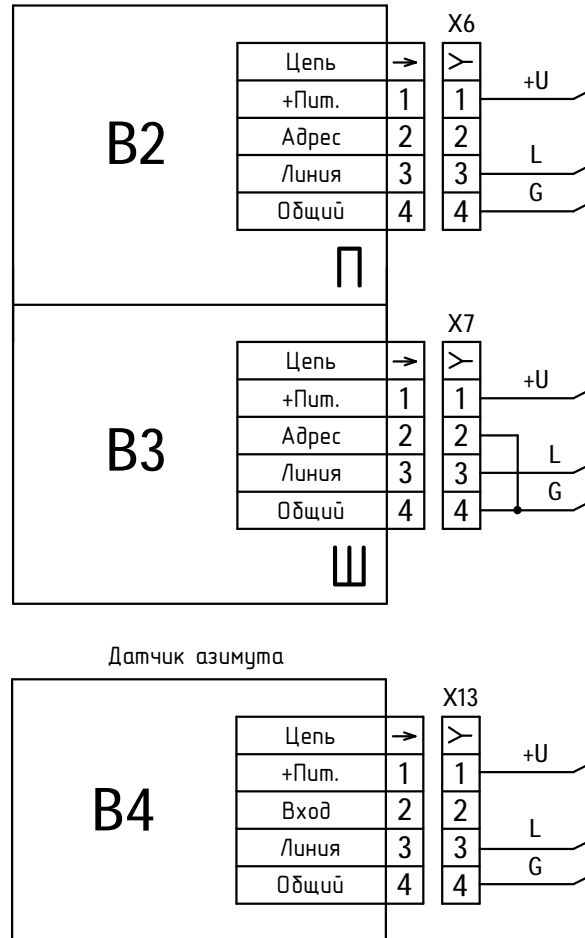 X6
Цепь
+Пит. 1 1 +U
B2 Адрес 2 2
Линия 3 3 L
Общий 4 4 G
П
X7
Цепь
+Пит. 1 1 +U
B3 Адрес 2 2
Линия 3 3 L
Общий 4 4 G
Ш
Датчик азимута
X13
Цепь
+Пит. 1 1 +U
B4 Вход 2 2
Линия 3 3 L
Общий 4 4 G